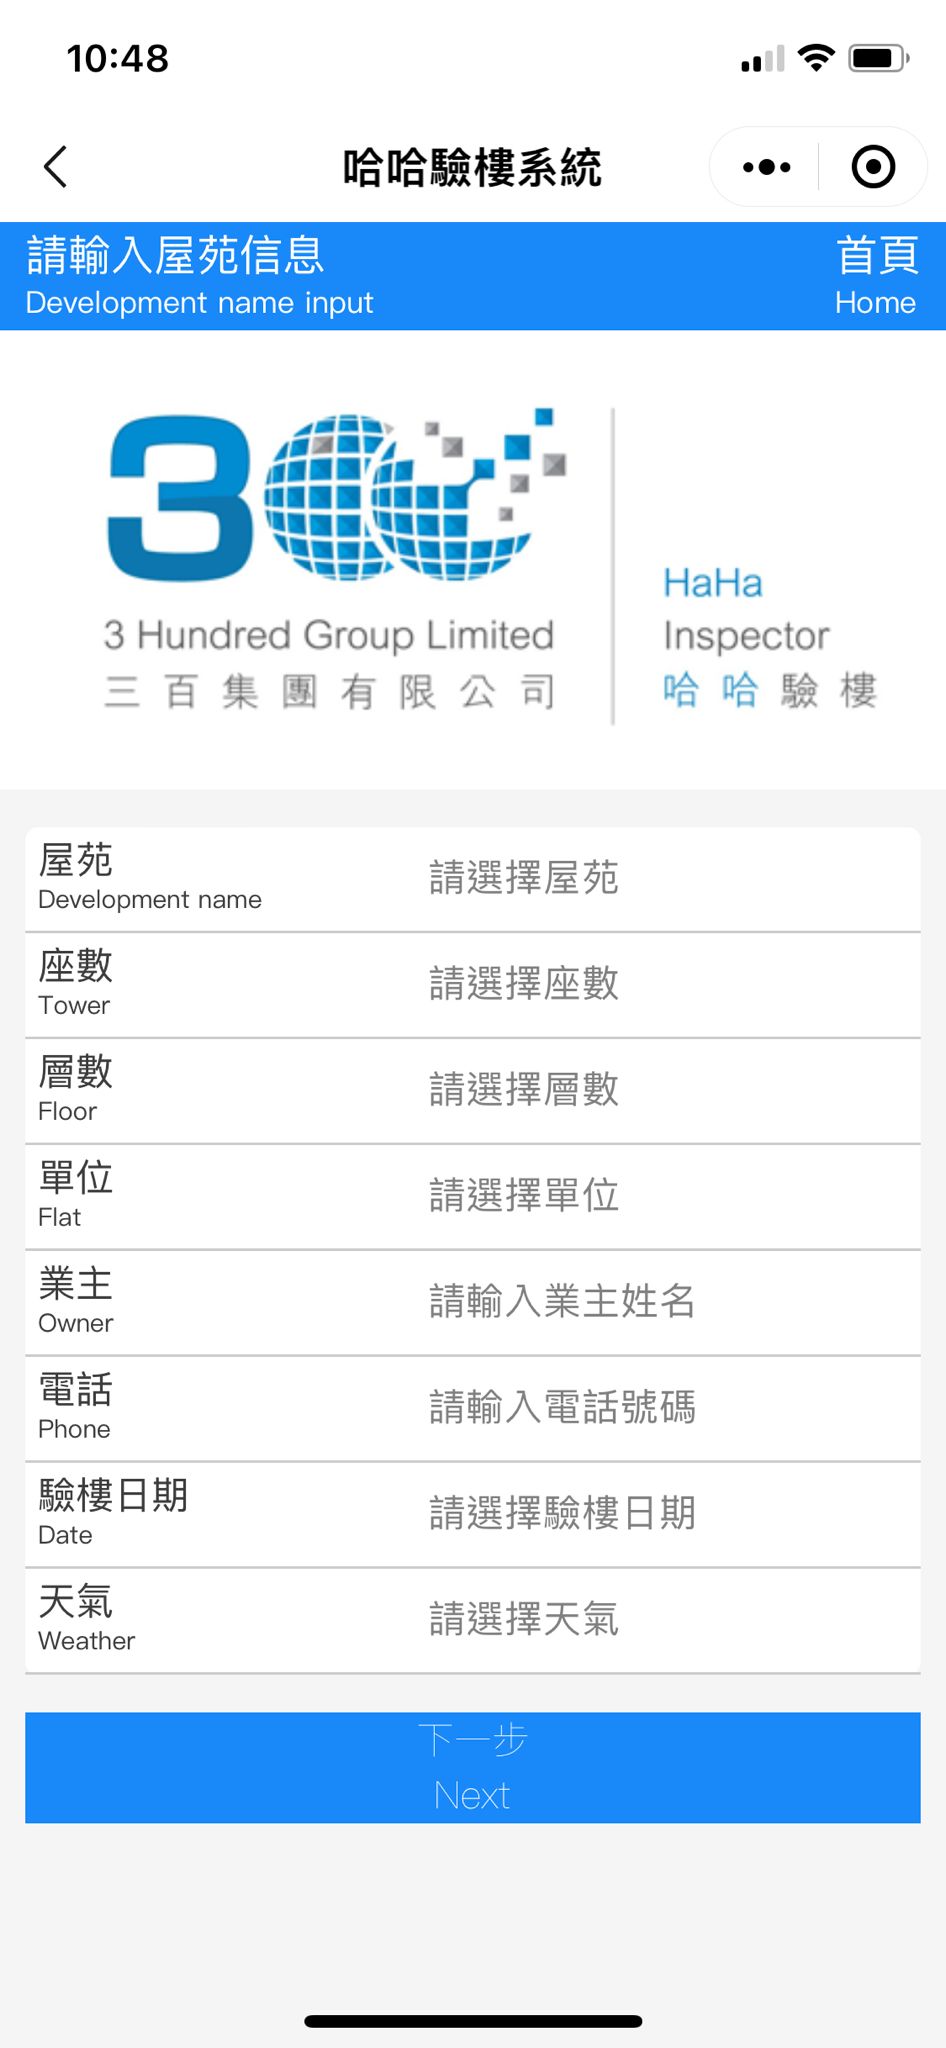 10:48
哈哈驗樓系統
請輸入屋苑信息
Development name input
首頁
Home
300
3 Hundred Group Limited
三百集團有限公司
HaHa
Inspector
哈哈驗樓
屋苑
Development name
請選擇屋苑
座數
Tower
請選擇座數
層數
Floor
請選擇層數
單位
Flat
請選擇單位
業主
Owner
請輸入業主姓名
電話
Phone
請輸入電話號碼
驗樓日期
Date
請選擇驗樓日期
天氣
Weather
請選擇天氣
下一步
Next